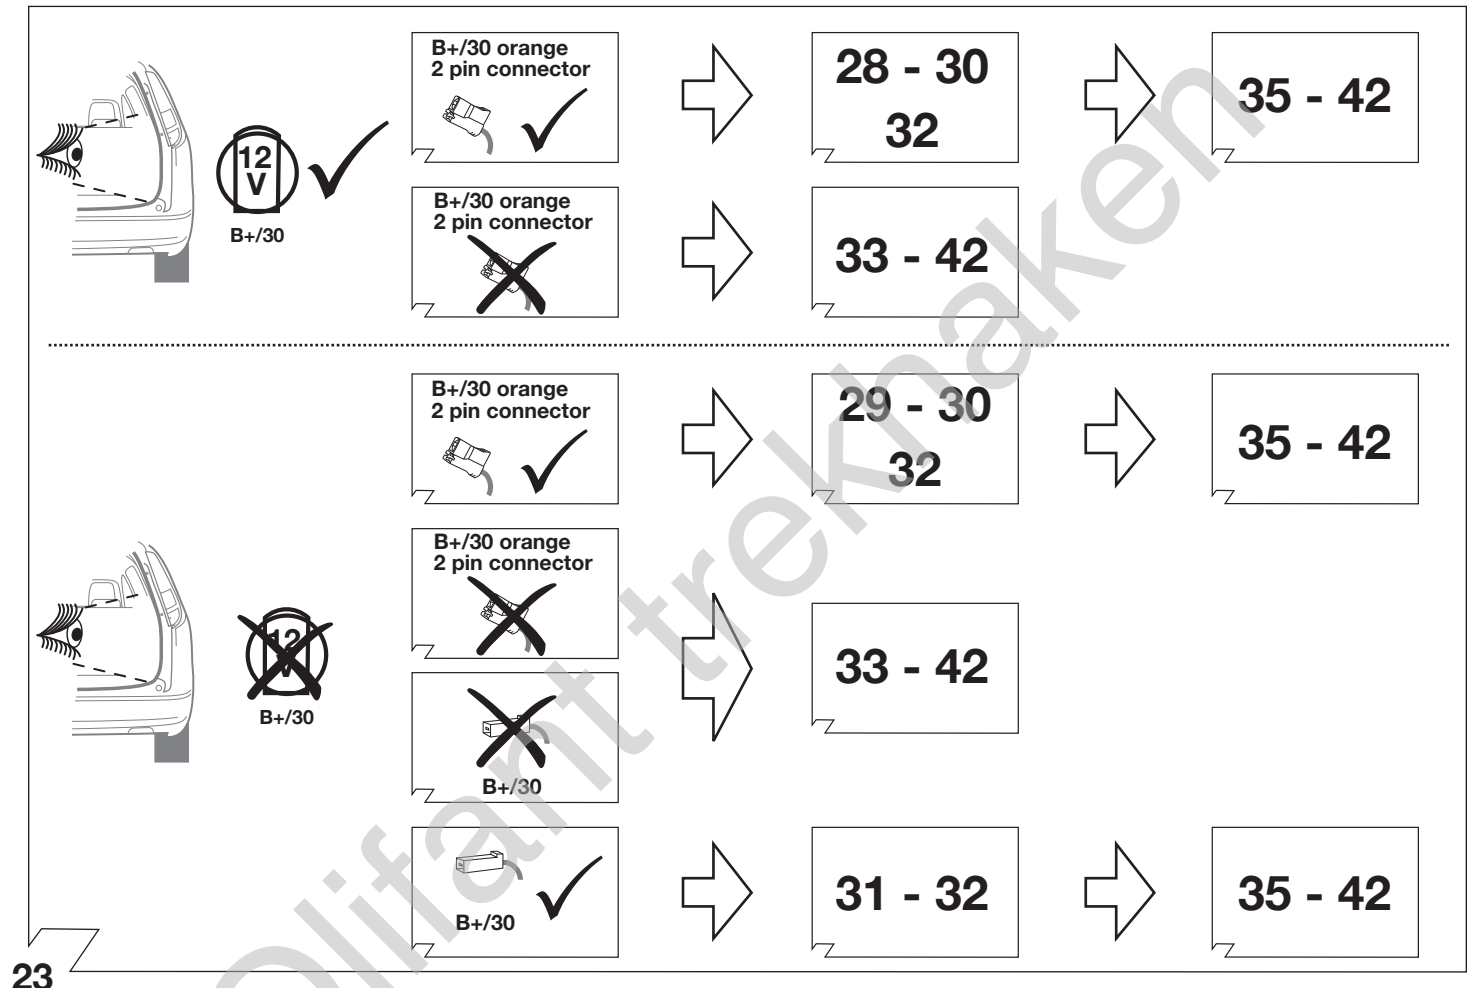 B+/30 orange
2 pin connector
28 - 30
32
35 - 42
12
V
B+/30
B+/30 orange
2 pin connector
33 - 42
B+/30 orange
2 pin connector
29 - 30
32
35 - 42
B+/30 orange
2 pin connector
12
V
B+/30
33 - 42
B+/30
B+/30
31 - 32
35 - 42
23
Olifant trekhaken